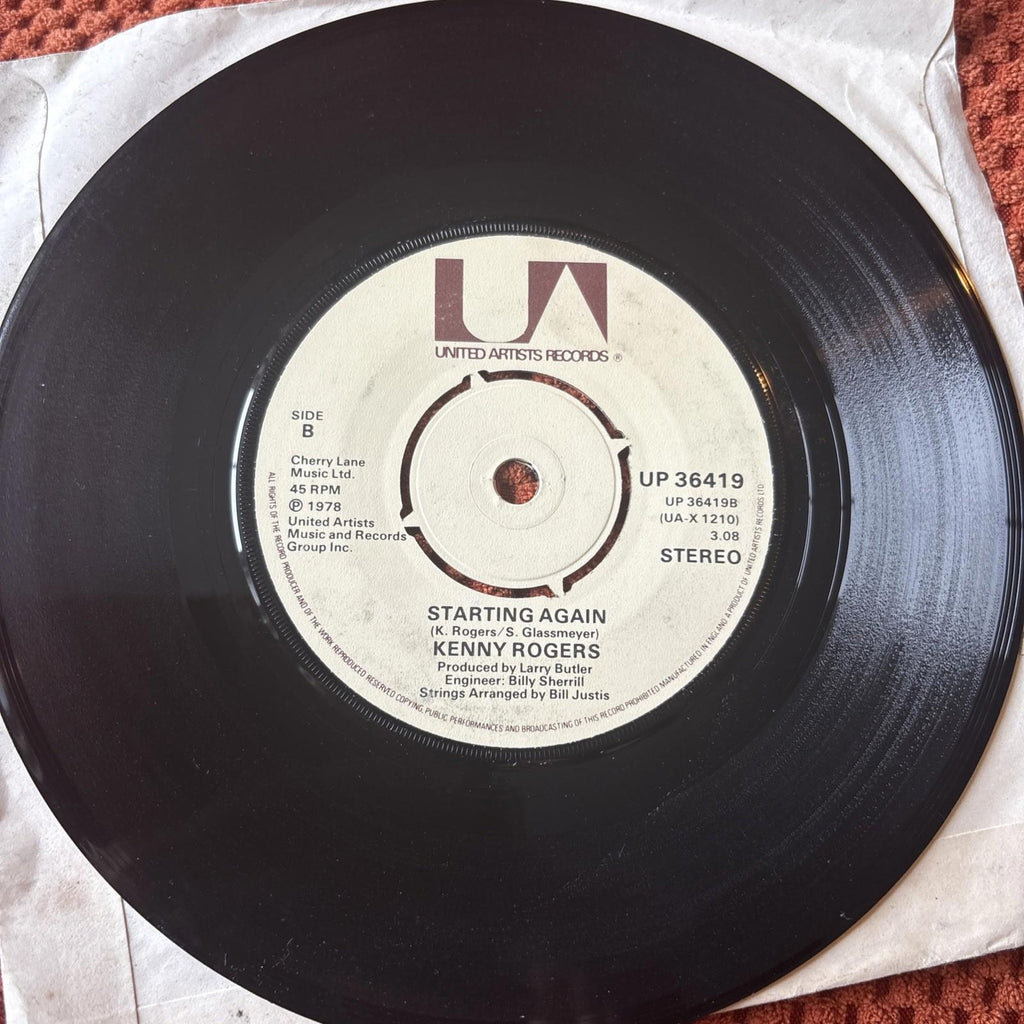 UA
UNITED ARTISTS RECORDS ®
SIDE
B
Cherry Lane
Music Ltd.
45 RPM
℗ 1978
United Artists
Music and Records
Group Inc.
UP 36419
UP 36419B
(UA-X 1210)
3.08
STEREO
STARTING AGAIN
(K. Rogers/S. Glassmeyer)
KENNY ROGERS
Produced by Larry Butler
Engineer: Billy Sherrill
Strings Arranged by Bill Justis
ALL RIGHTS OF THE RECORD PRODUCER AND OF THE WORK REPRODUCED RESERVED COPYING PUBLIC PERFORMANCES AND BROADCASTING OF THIS RECORD PROHIBITED MANUFACTURED IN ENGLAND A PRODUCT OF UNITED ARTISTS RECORDS LTD